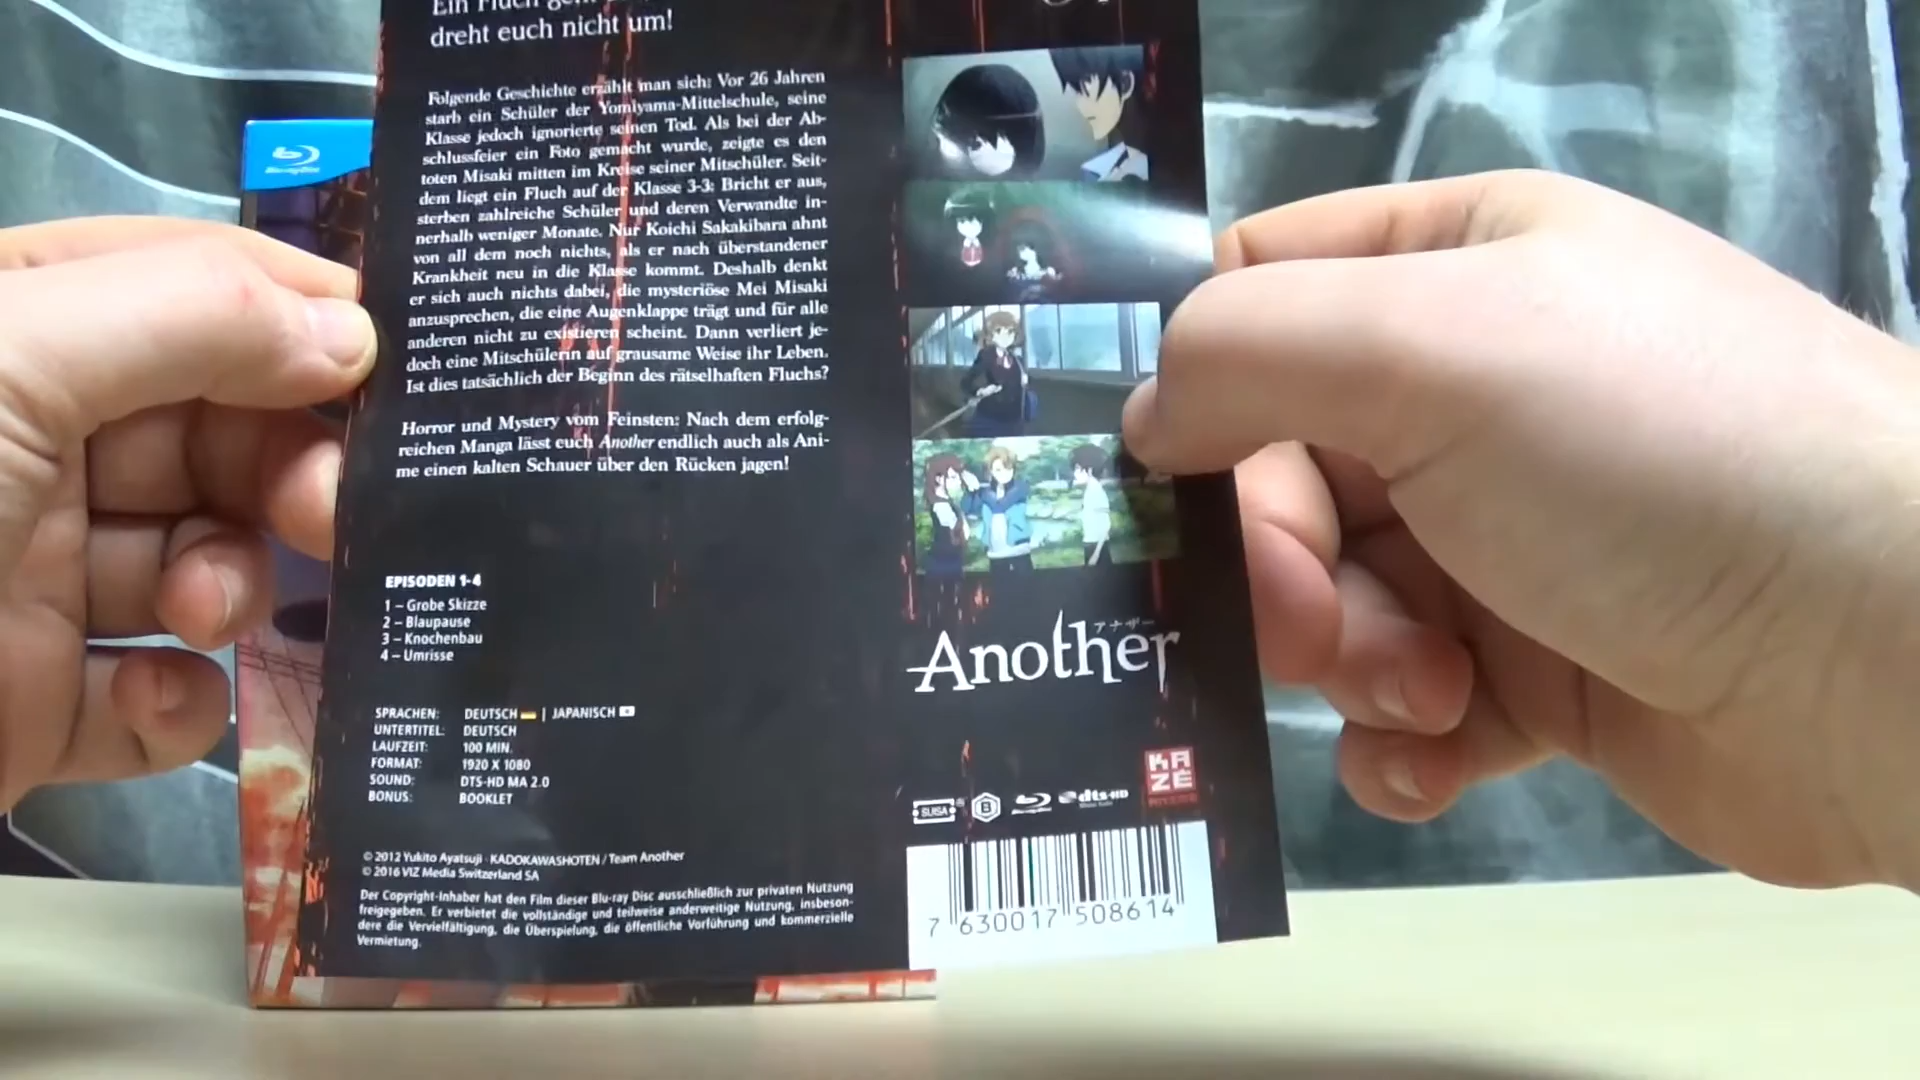 Ein Fluch
dreht euch nicht um!
Folgende Geschichte erzählt man sich: Vor 26 Jahren
starb ein Schüler der Yomiyama-Mittelschule, seine
Klasse jedoch ignorierte seinen Tod. Als bei der Ab-
schlussfeier ein Foto gemacht wurde, zeigte es den
toten Misaki mitten im Kreise seiner Mitschüler. Seit-
dem liegt ein Fluch auf der Klasse 3-3: Bricht er aus,
sterben zahlreiche Schüler und deren Verwandte in-
nerhalb weniger Monate. Nur Koichi Sakakibara ahnt
von all dem noch nichts, als er nach überstandener
Krankheit neu in die Klasse kommt. Deshalb denkt
er sich auch nichts dabei, die mysteriöse Mei Misaki
anzusprechen, die eine Augenklappe trägt und für alle
anderen nicht zu existieren scheint. Dann verliert je-
doch eine Mitschülerin auf grausame Weise ihr Leben.
Ist dies tatsächlich der Beginn des rätselhaften Fluchs?
Horror und Mystery vom Feinsten: Nach dem erfolg-
reichen Manga lässt euch Another endlich auch als Ani-
me einen kalten Schauer über den Rücken jagen!
EPISODEN 1-4
1 – Grobe Skizze
2 – Blaupause
3 – Knochenbau
4 – Umrisse
SPRACHEN: DEUTSCH | JAPANISCH
UNTERTITEL: DEUTSCH
LAUFZEIT: 100 MIN.
FORMAT: 1920 X 1080
SOUND: DTS-HD MA 2.0
BONUS: BOOKLET
© 2012 Yukito Ayatsuji · KADOKAWASHOTEN / Team Another
© 2016 VIZ Media Switzerland SA
Der Copyright-Inhaber hat den Film dieser Blu-ray Disc ausschließlich zur privaten Nutzung
freigegeben. Er verbietet die vollständige und teilweise anderweitige Nutzung, insbeson-
dere die Vervielfältigung, die Überspielung, die öffentliche Vorführung und kommerzielle
Vermietung.
アナザー
Another
KA
ZÉ
SUISA
B
dts-HD
7 630017 508614
Blu-ray Disc